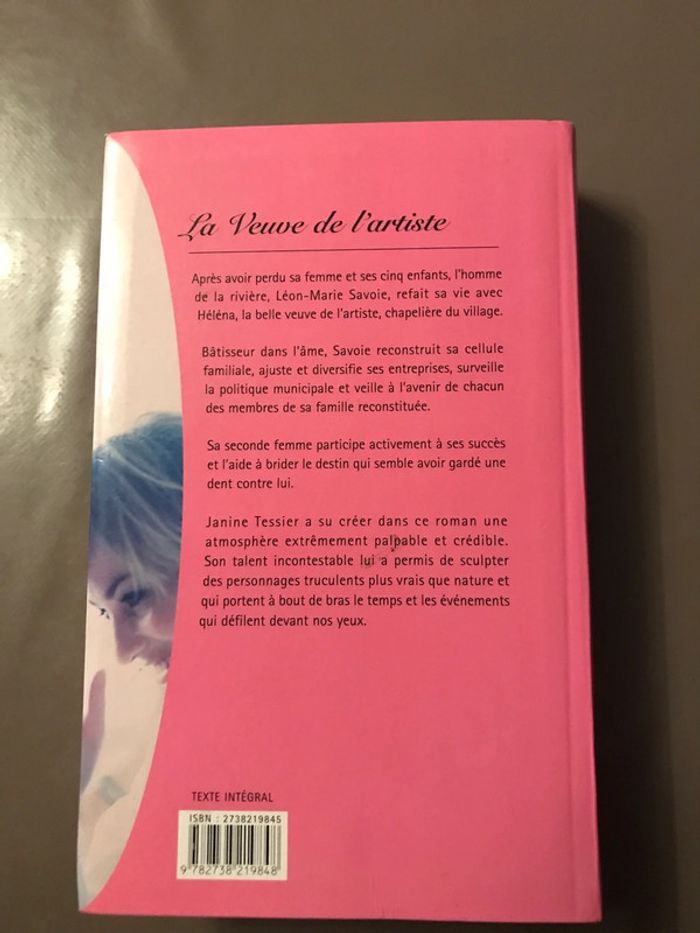 La Veuve de l'artiste
Après avoir perdu sa femme et ses cinq enfants, l'homme
de la rivière, Léon-Marie Savoie, refait sa vie avec
Héléna, la belle veuve de l'artiste, chapelière du village.
Bâtisseur dans l'âme, Savoie reconstruit sa cellule
familiale, ajuste et diversifie ses entreprises, surveille
la politique municipale et veille à l'avenir de chacun
des membres de sa famille reconstituée.
Sa seconde femme participe activement à ses succès
et l'aide à brider le destin qui semble avoir gardé une
dent contre lui.
Janine Tessier a su créer dans ce roman une
atmosphère extrêmement palpable et crédible.
Son talent incontestable lui a permis de sculpter
des personnages truculents plus vrais que nature et
qui portent à bout de bras le temps et les événements
qui défilent devant nos yeux.
TEXTE INTÉGRAL
ISBN : 2738219845
9 782738 219848